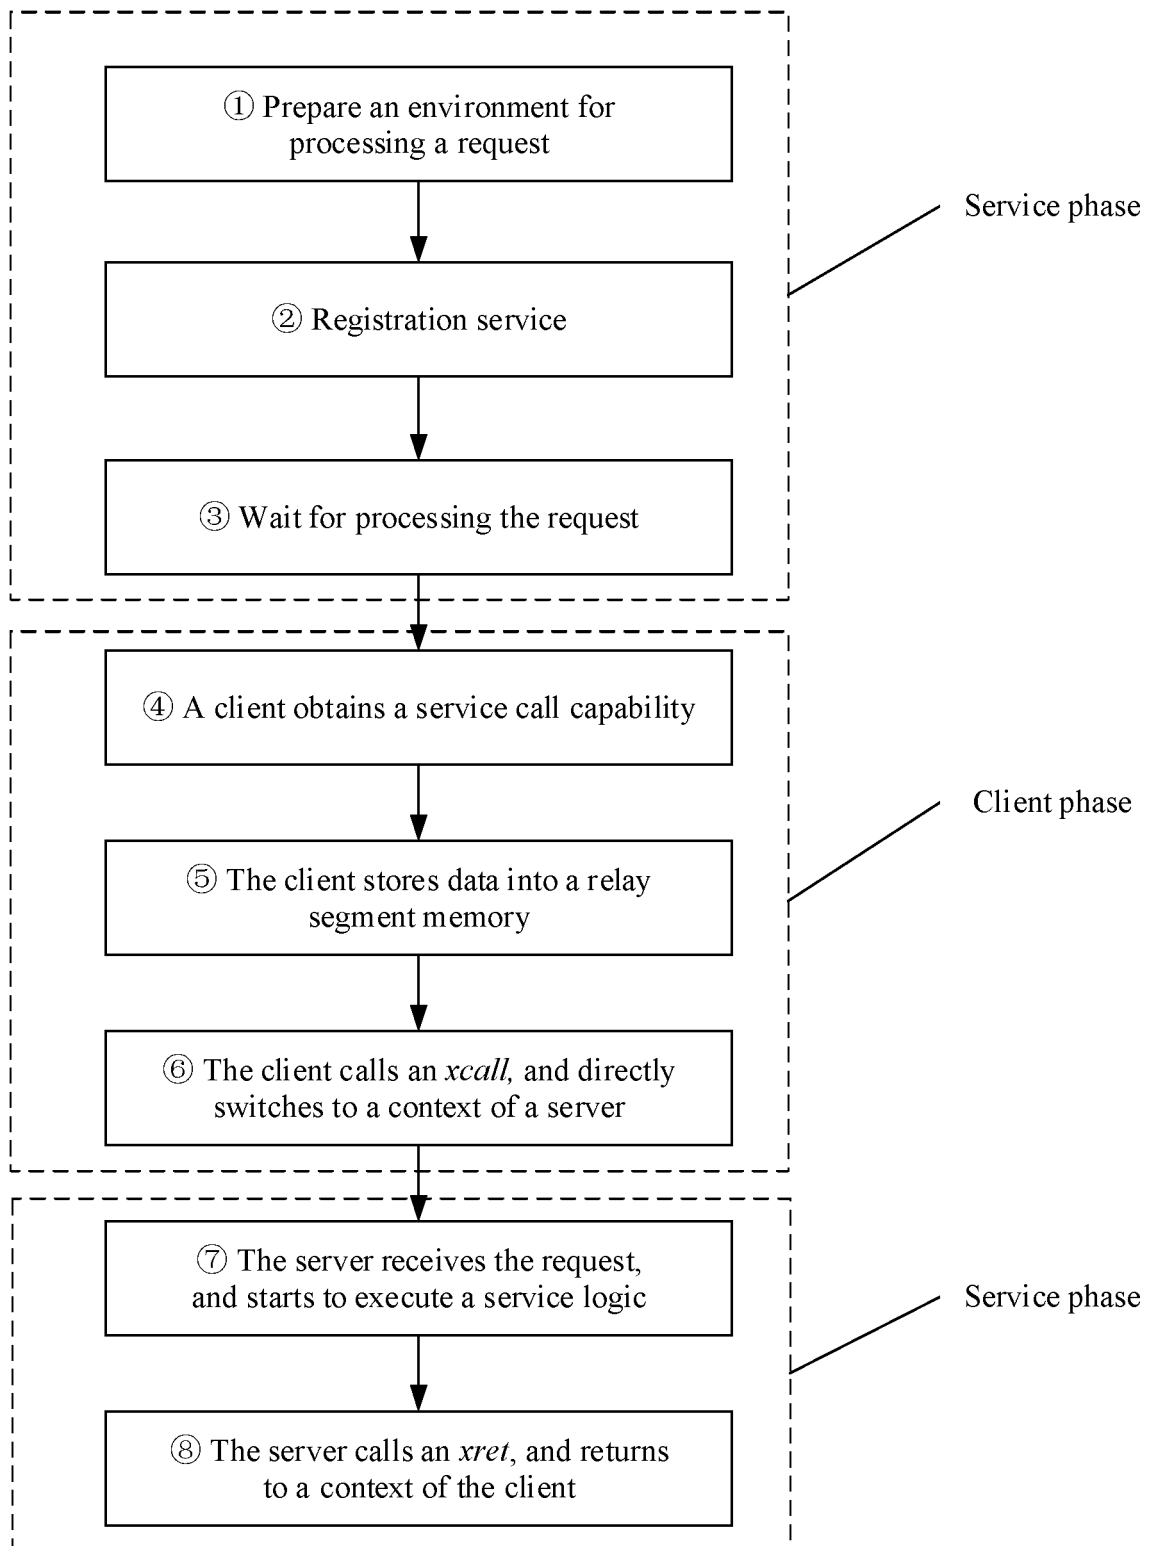 ① Prepare an environment for
processing a request
Service phase
② Registration service
③ Wait for processing the request
④ A client obtains a service call capability
Client phase
⑤ The client stores data into a relay
segment memory
⑥ The client calls an xcall, and directly
switches to a context of a server
⑦ The server receives the request,
and starts to execute a service logic
Service phase
⑧ The server calls an xret, and returns
to a context of the client